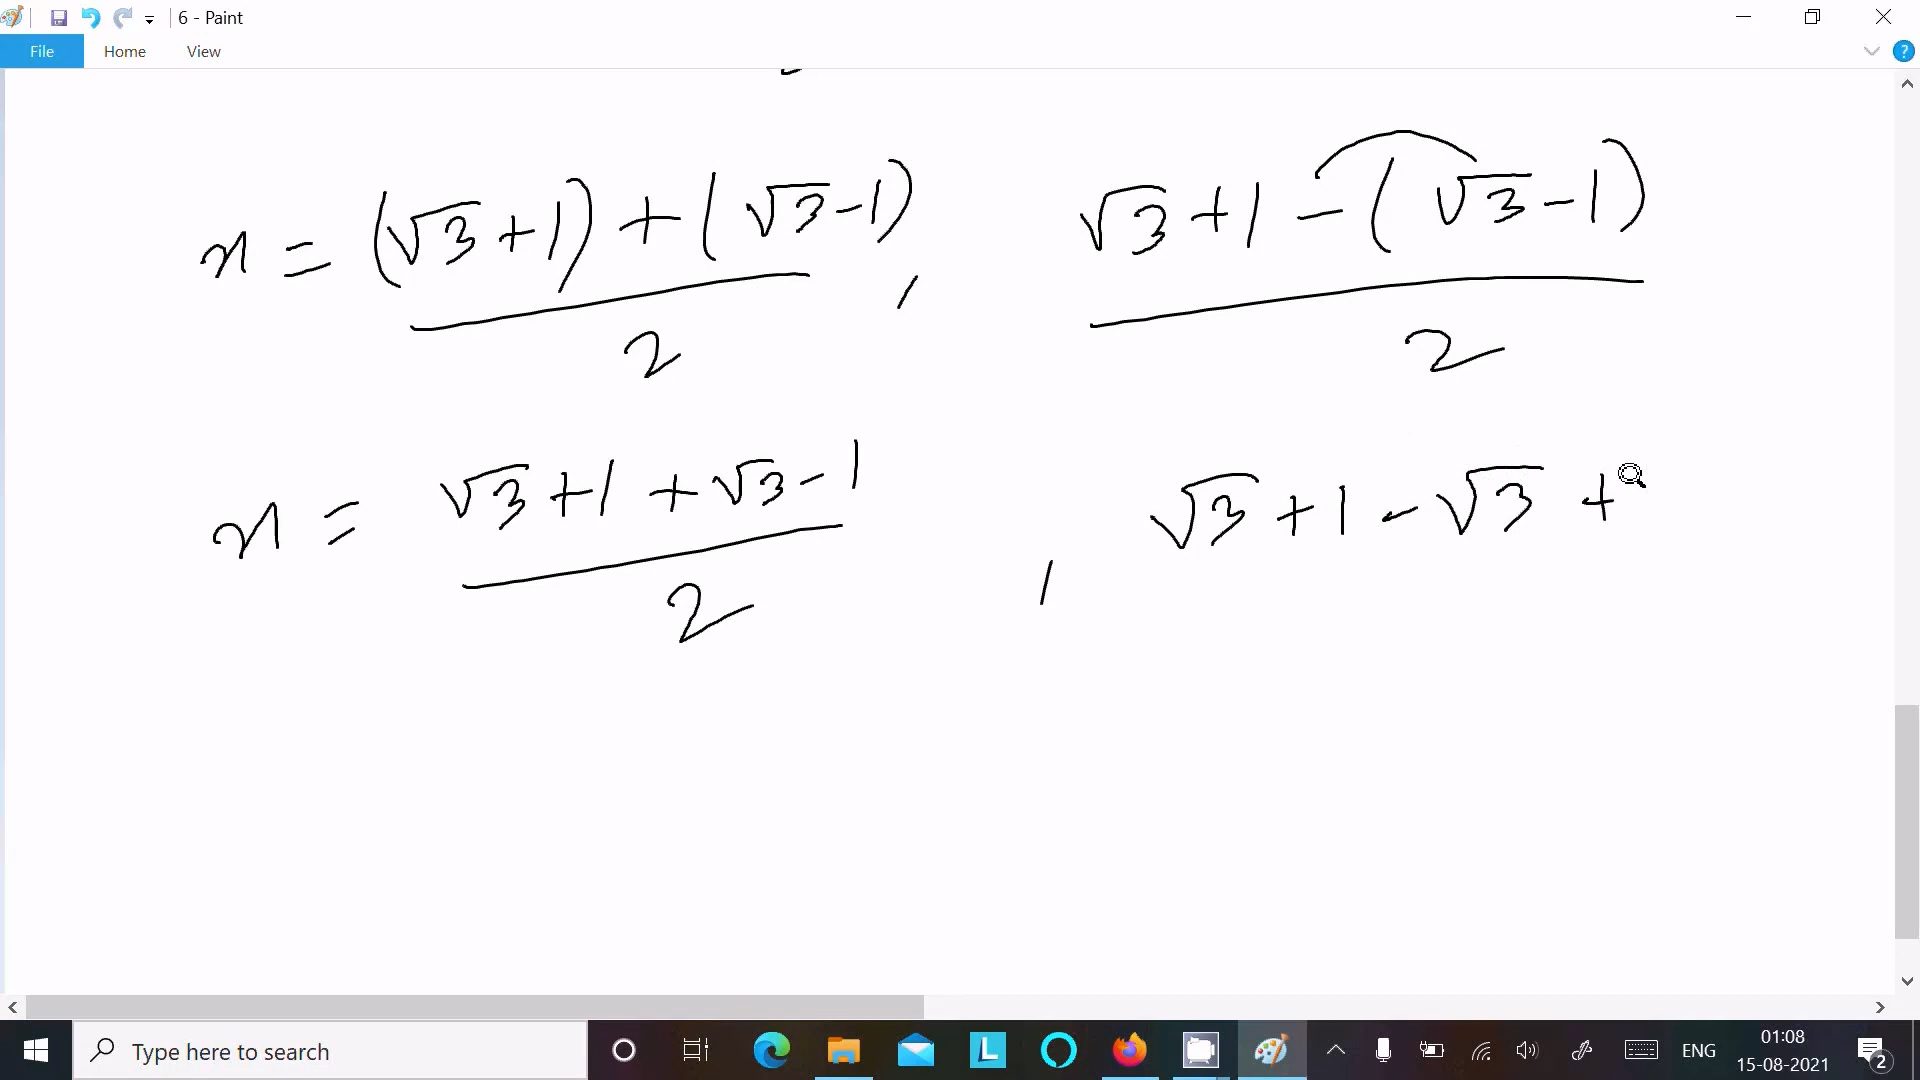 6 - Paint
File Home View
x = (√3+1) + (√3-1) / 2 , √3+1 - (√3-1) / 2
x = √3+1 + √3-1 / 2 , √3+1-√3 +
Type here to search
L
ENG
01:08
15-08-2021
2